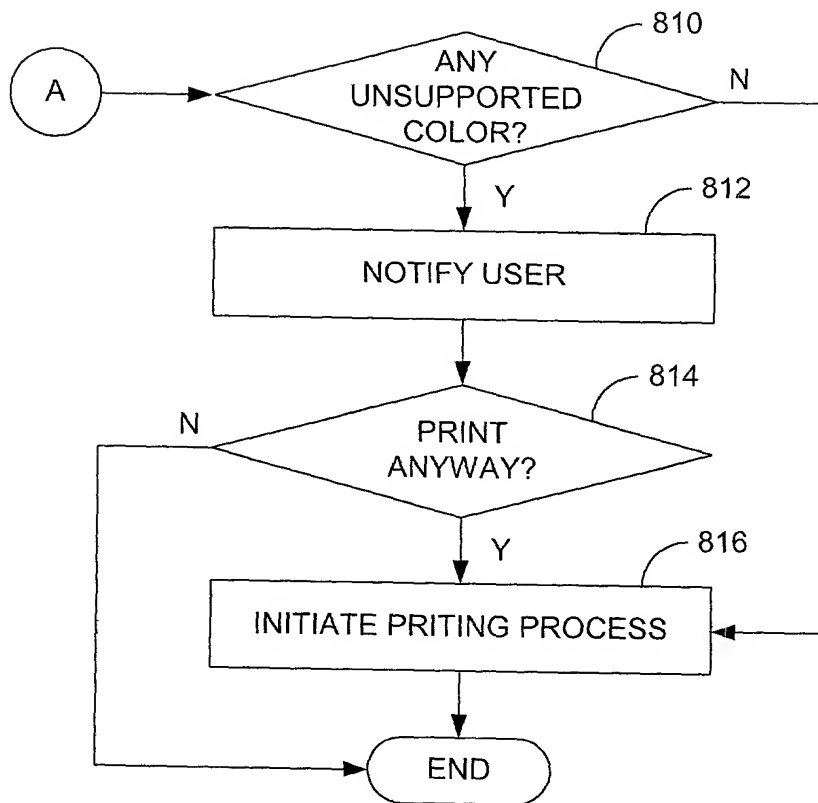 810
A
ANY
UNSUPPORTED
COLOR?
N
Y
812
NOTIFY USER
814
N
PRINT
ANYWAY?
Y
816
INITIATE PRITING PROCESS
END